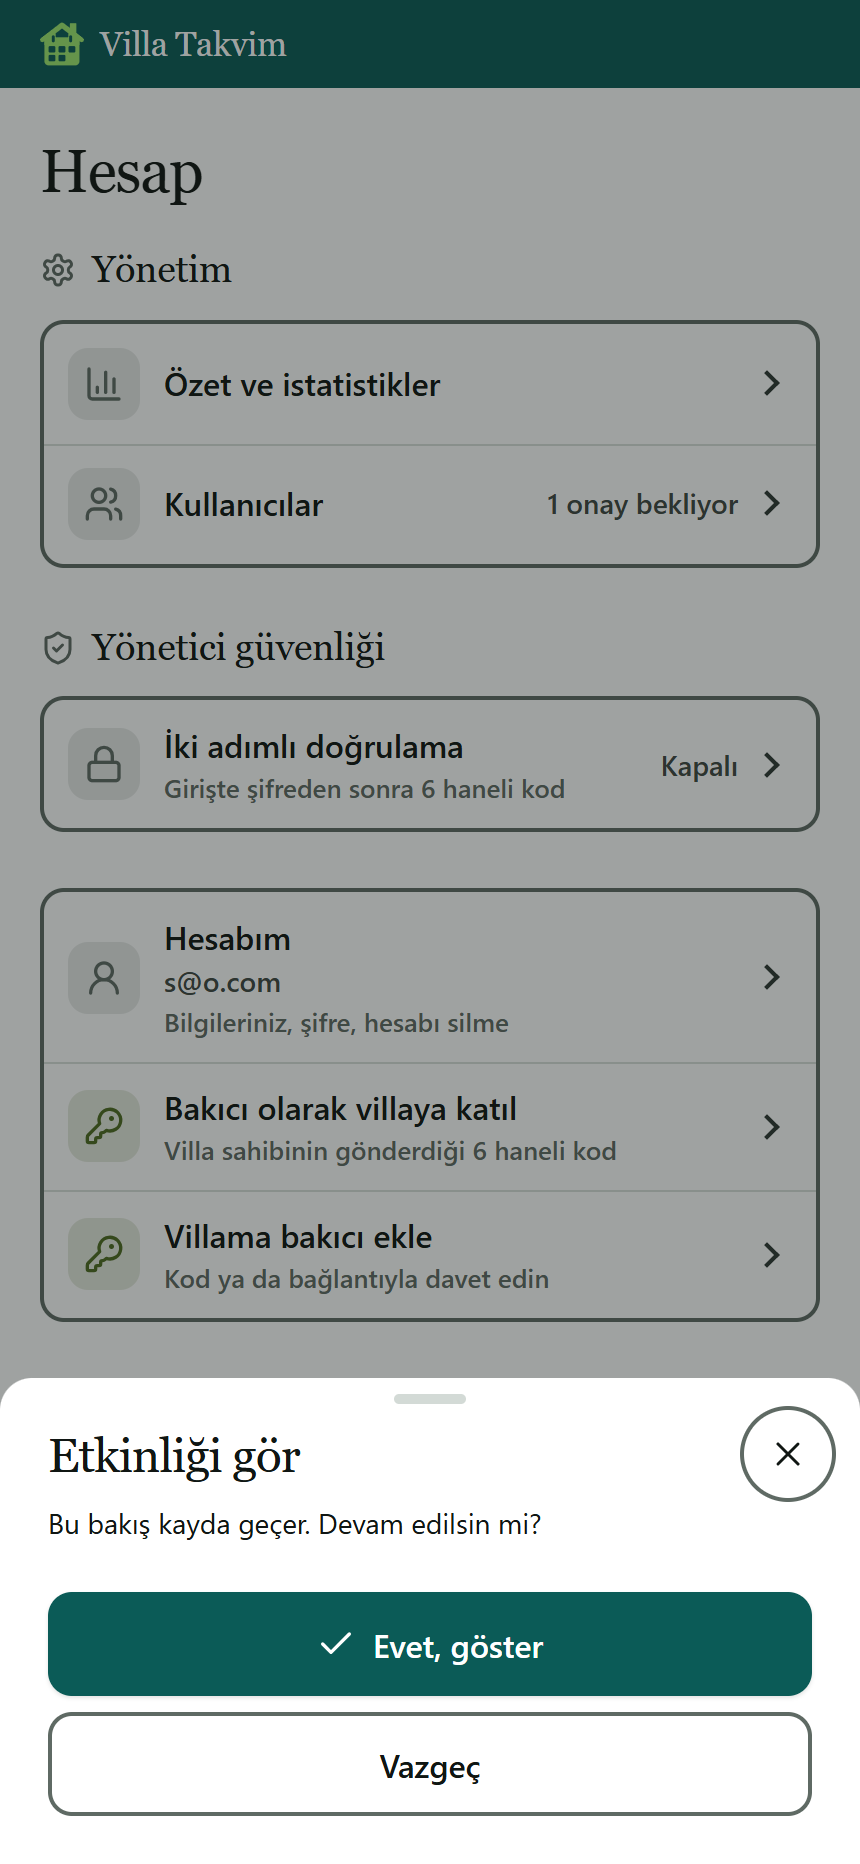 Villa Takvim
Hesap
Yönetim
Özet ve istatistikler
Kullanıcılar
1 onay bekliyor
Yönetici güvenliği
İki adımlı doğrulama
Girişte şifreden sonra 6 haneli kod
Kapalı
Hesabım
s@o.com
Bilgileriniz, şifre, hesabı silme
Bakıcı olarak villaya katıl
Villa sahibinin gönderdiği 6 haneli kod
Villama bakıcı ekle
Kod ya da bağlantıyla davet edin
Etkinliği gör
Bu bakış kayda geçer. Devam edilsin mi?
Evet, göster
Vazgeç